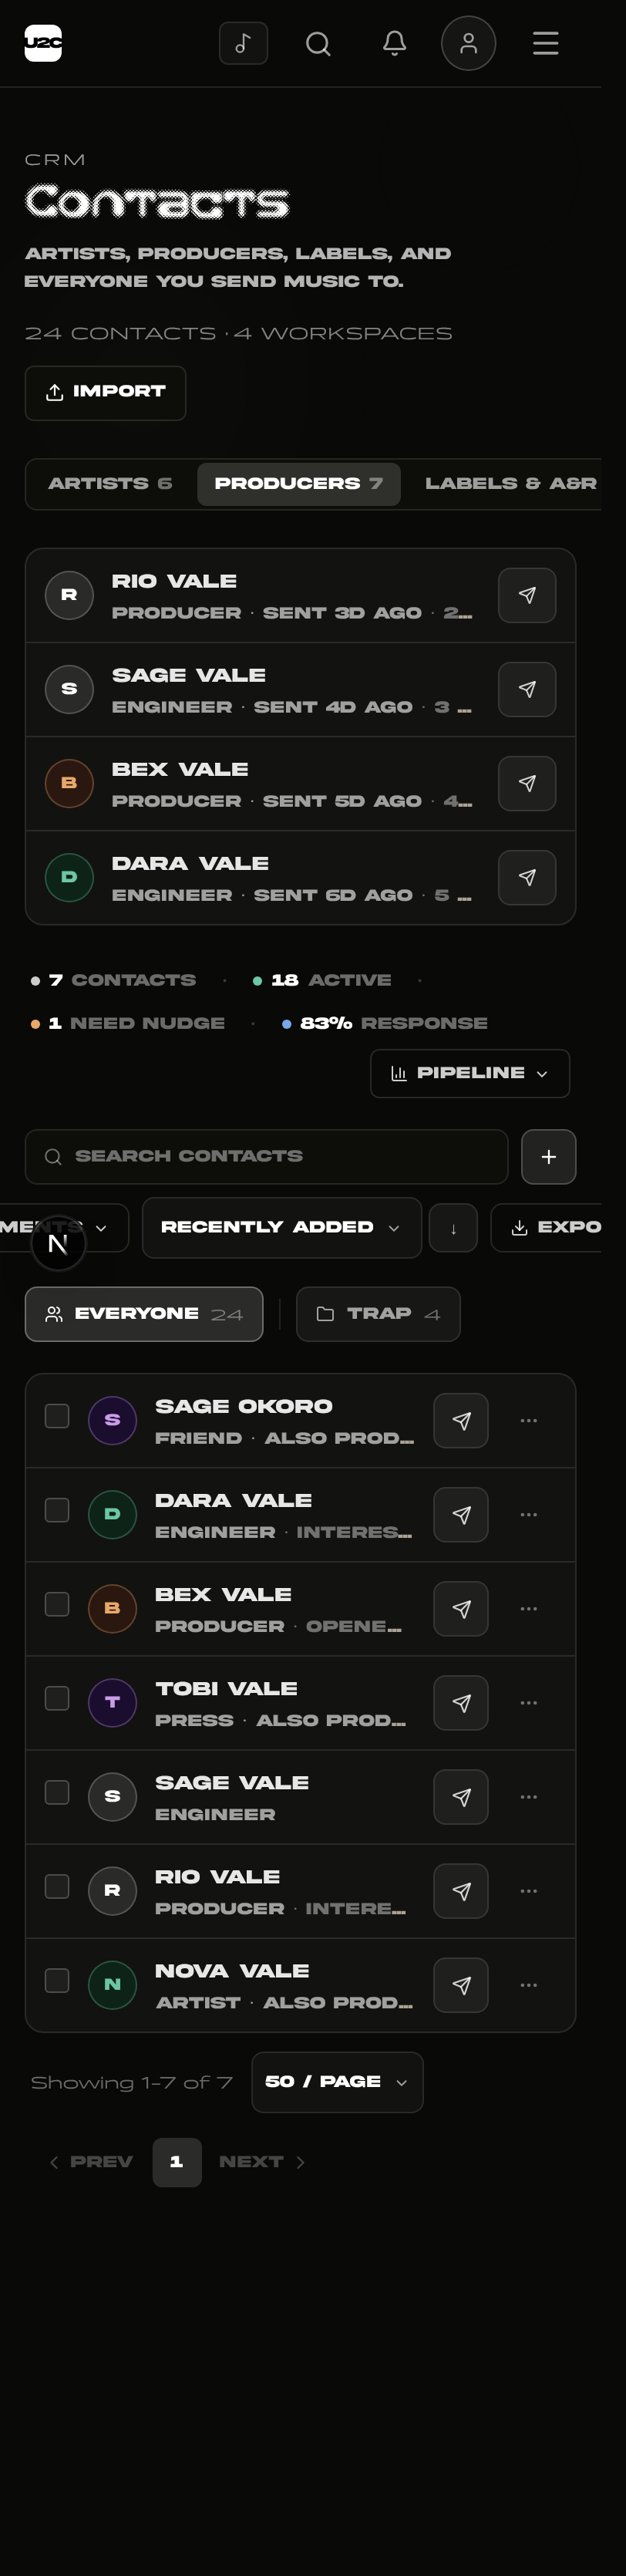 U2C
CRM
Contacts
ARTISTS, PRODUCERS, LABELS, AND
EVERYONE YOU SEND MUSIC TO.
24 CONTACTS · 4 WORKSPACES
IMPORT
ARTISTS 6 PRODUCERS 7 LABELS & A&R
R RIO VALE
PRODUCER · SENT 3D AGO · 2...
S SAGE VALE
ENGINEER · SENT 4D AGO · 3 ...
B BEX VALE
PRODUCER · SENT 5D AGO · 4...
D DARA VALE
ENGINEER · SENT 6D AGO · 5 ...
7 CONTACTS · 18 ACTIVE ·
1 NEED NUDGE · 83% RESPONSE
PIPELINE
SEARCH CONTACTS
MENTS RECENTLY ADDED ↓ EXPO
N
EVERYONE 24 TRAP 4
S SAGE OKORO
FRIEND · ALSO PROD...
D DARA VALE
ENGINEER · INTERES...
B BEX VALE
PRODUCER · OPENE...
T TOBI VALE
PRESS · ALSO PROD...
S SAGE VALE
ENGINEER
R RIO VALE
PRODUCER · INTERE...
N NOVA VALE
ARTIST · ALSO PROD...
Showing 1-7 of 7 50 / PAGE
PREV 1 NEXT